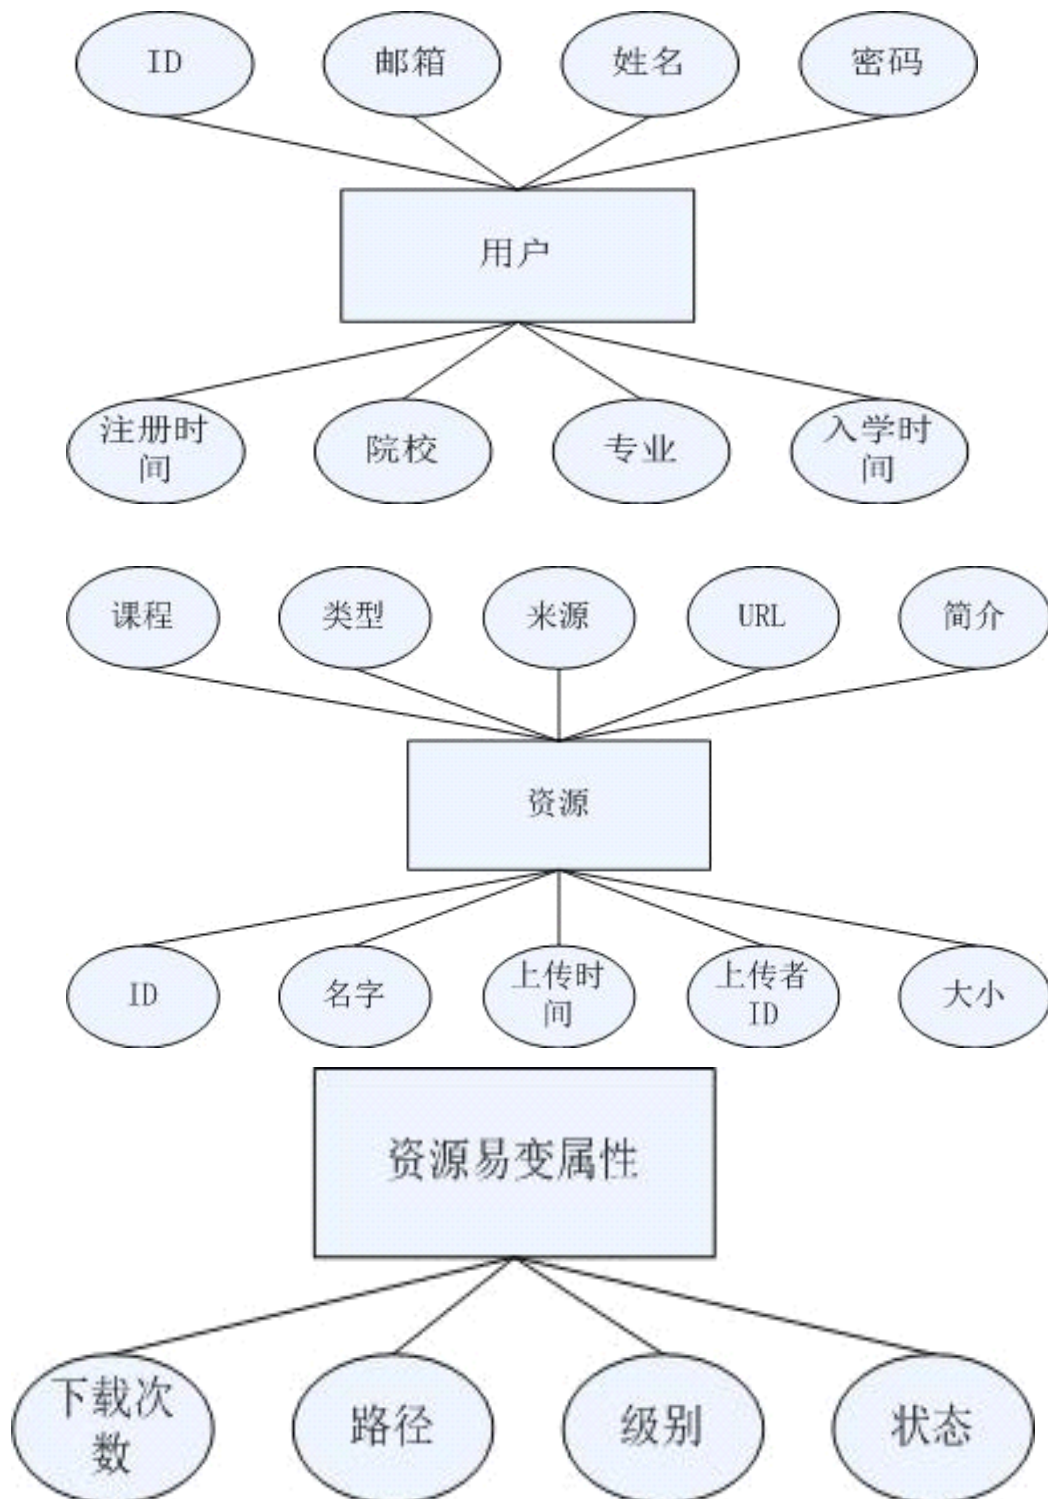 ID
邮箱
姓名
密码
用户
注册时
间
院校
专业
入学时
间
课程
类型
来源
URL
简介
资源
ID
名字
上传时
间
上传者
ID
大小
资源易变属性
下载次
数
路径
级别
状态